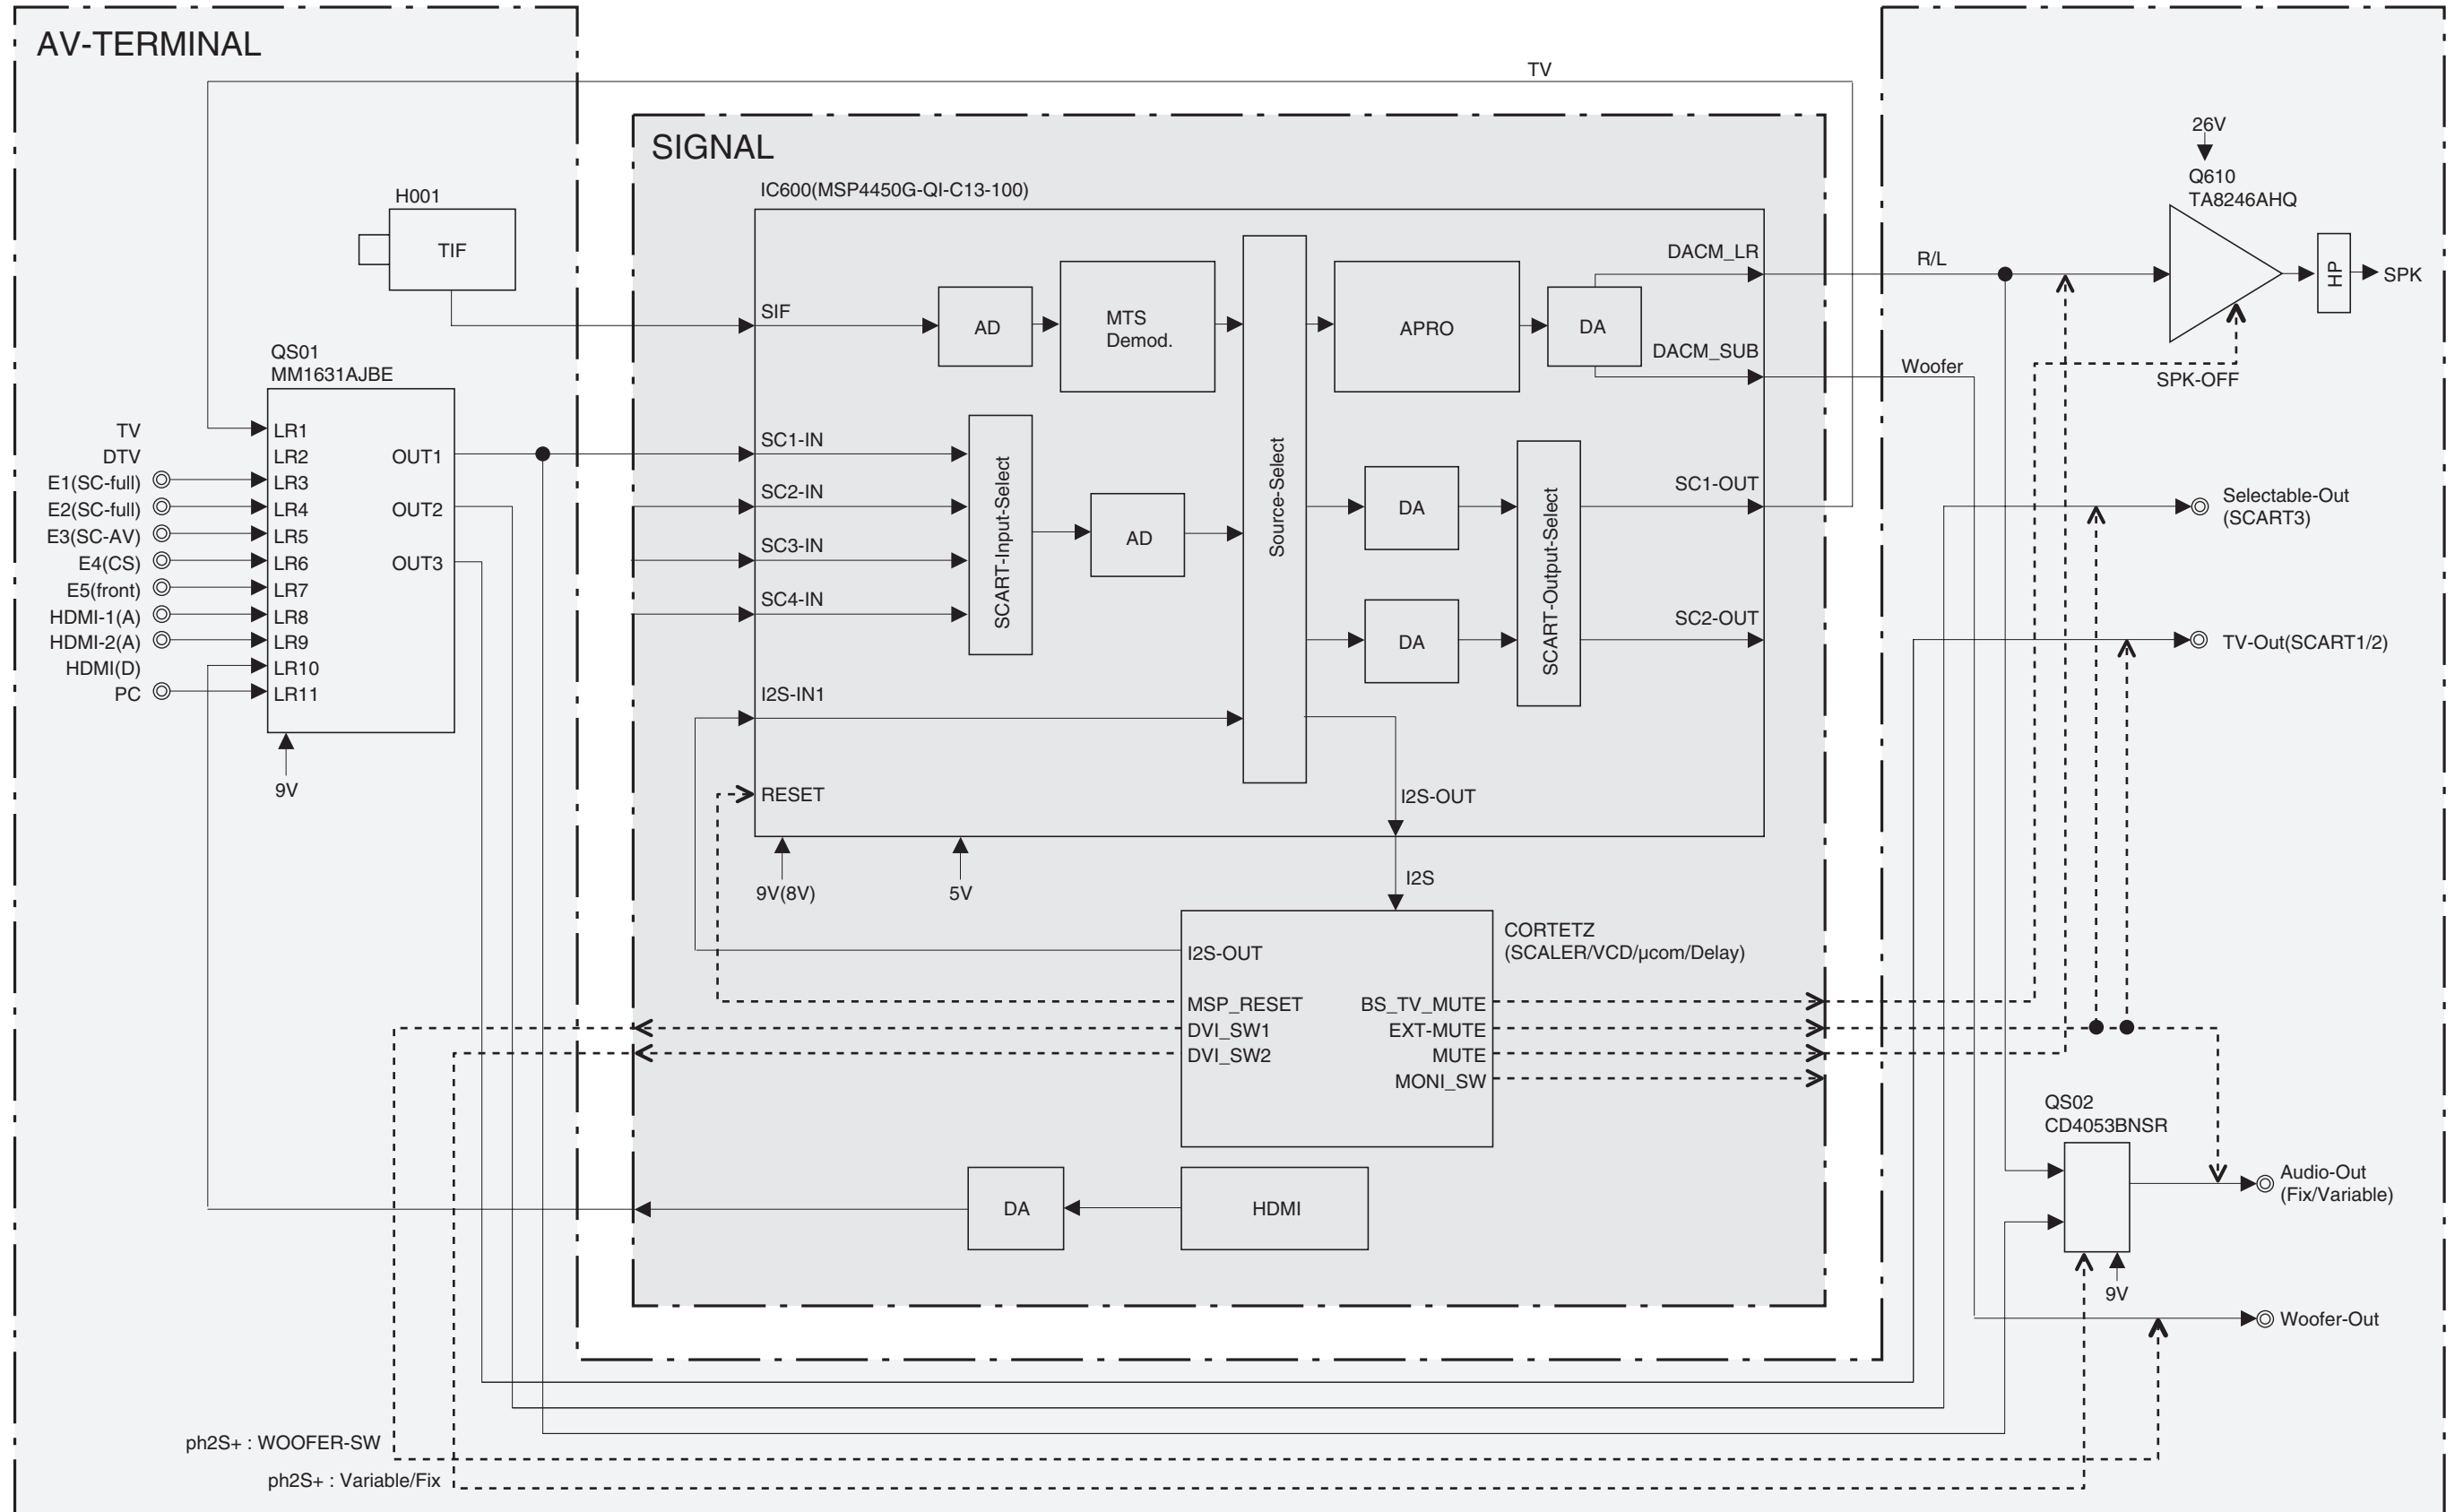 AV-TERMINAL
TV
SIGNAL
26V
Q610
TA8246AHQ
H001
TIF
IC600(MSP4450G-QI-C13-100)
DACM_LR
R/L
HP
SPK
SIF
AD
MTS
Demod.
APRO
DA
DACM_SUB
Woofer
SPK-OFF
QS01
MM1631AJBE
TV
LR1
DTV
LR2
OUT1
E1(SC-full)
LR3
E2(SC-full)
LR4
OUT2
E3(SC-AV)
LR5
E4(CS)
LR6
OUT3
E5(front)
LR7
HDMI-1(A)
LR8
HDMI-2(A)
LR9
HDMI(D)
LR10
PC
LR11
9V
SC1-IN
SC2-IN
SC3-IN
SC4-IN
SCART-Input-Select
AD
Source-Select
DA
DA
SCART-Output-Select
SC1-OUT
SC2-OUT
Selectable-Out
(SCART3)
TV-Out(SCART1/2)
I2S-IN1
RESET
I2S-OUT
9V(8V)
5V
I2S
CORTETZ
(SCALER/VCD/μcom/Delay)
I2S-OUT
MSP_RESET
BS_TV_MUTE
DVI_SW1
EXT-MUTE
DVI_SW2
MUTE
MONI_SW
QS02
CD4053BNSR
DA
HDMI
Audio-Out
(Fix/Variable)
9V
Woofer-Out
ph2S+ : WOOFER-SW
ph2S+ : Variable/Fix